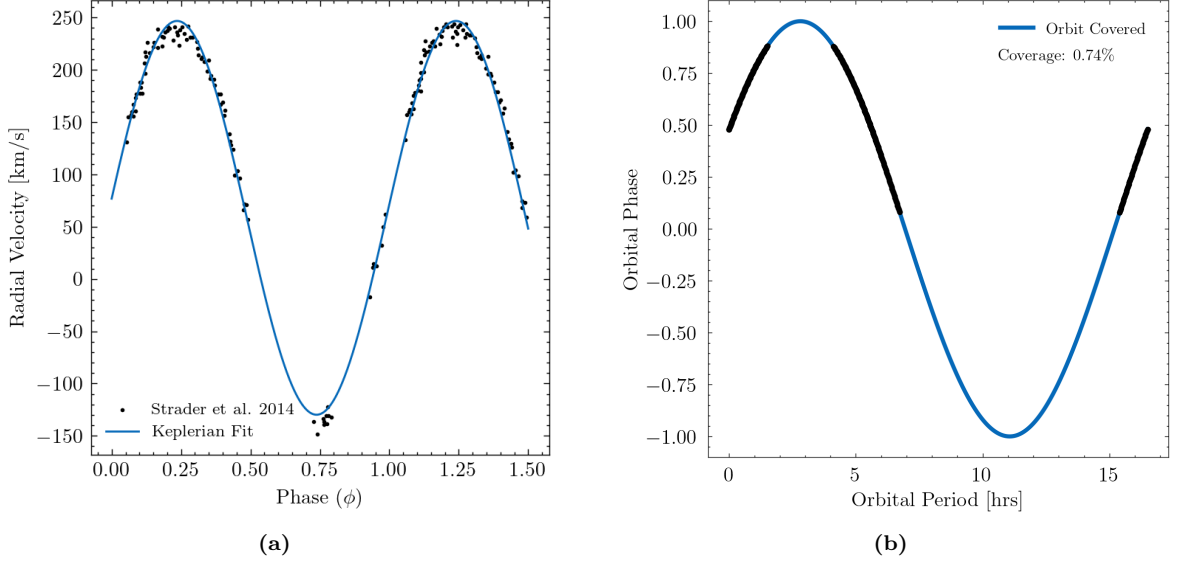 250
200
150
100
50
0
−50
−100
−150
Radial Velocity [km/s]
Strader et al. 2014
Keplerian Fit
0.00 0.25 0.50 0.75 1.00 1.25 1.50
Phase (ϕ)
(a)
1.00
0.75
0.50
0.25
0.00
−0.25
−0.50
−0.75
−1.00
Orbital Phase
Orbit Covered
Coverage: 0.74%
0 5 10 15
Orbital Period [hrs]
(b)